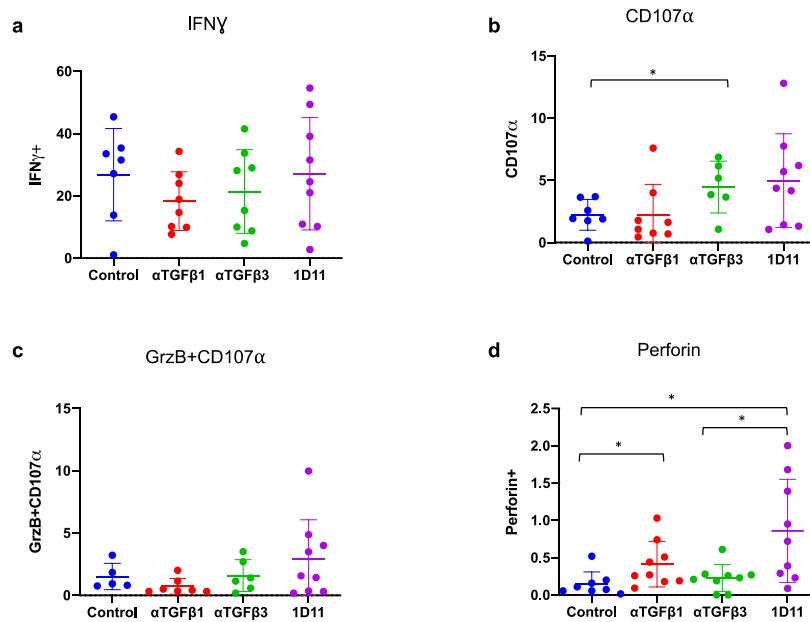 a
IFNɣ
60
40
20
0
IFNγ+
Control
αTGFβ1
αTGFβ3
1D11
b
CD107α
15
10
5
0
CD107α
*
Control
αTGFβ1
αTGFβ3
1D11
c
GrzB+CD107α
15
10
5
0
GrzB+CD107α
Control
αTGFβ1
αTGFβ3
1D11
d
Perforin
2.5
2.0
1.5
1.0
0.5
0.0
Perforin+
*
*
*
Control
αTGFβ1
αTGFβ3
1D11